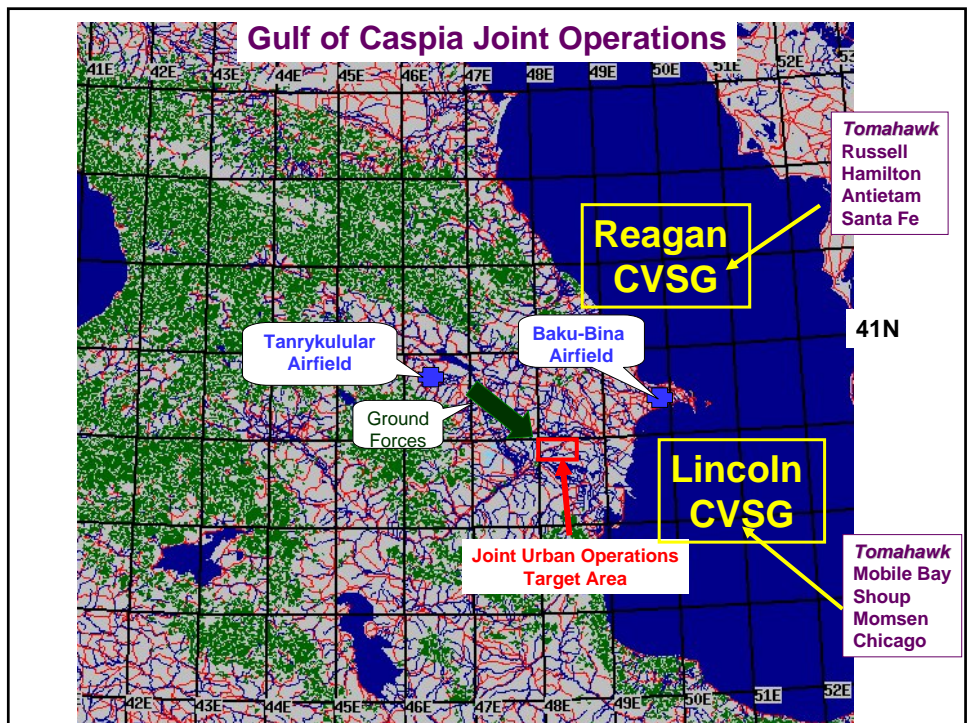 Gulf of Caspia Joint Operations
41E 42E 43E 44E 45E 46E 47E 48E 49E 50E 51E 52E 53
Tomahawk
Russell
Hamilton
Antietam
Santa Fe
Reagan
CVSG
41N
Tanrykulular
Airfield
Baku-Bina
Airfield
Ground
Forces
Lincoln
CVSG
Joint Urban Operations
Target Area
Tomahawk
Mobile Bay
Shoup
Momsen
Chicago
42E 43E 44E 45E 46E 47E 48E 49E 50E 51E 52E